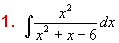 1. ∫ x² / (x² + x − 6) dx